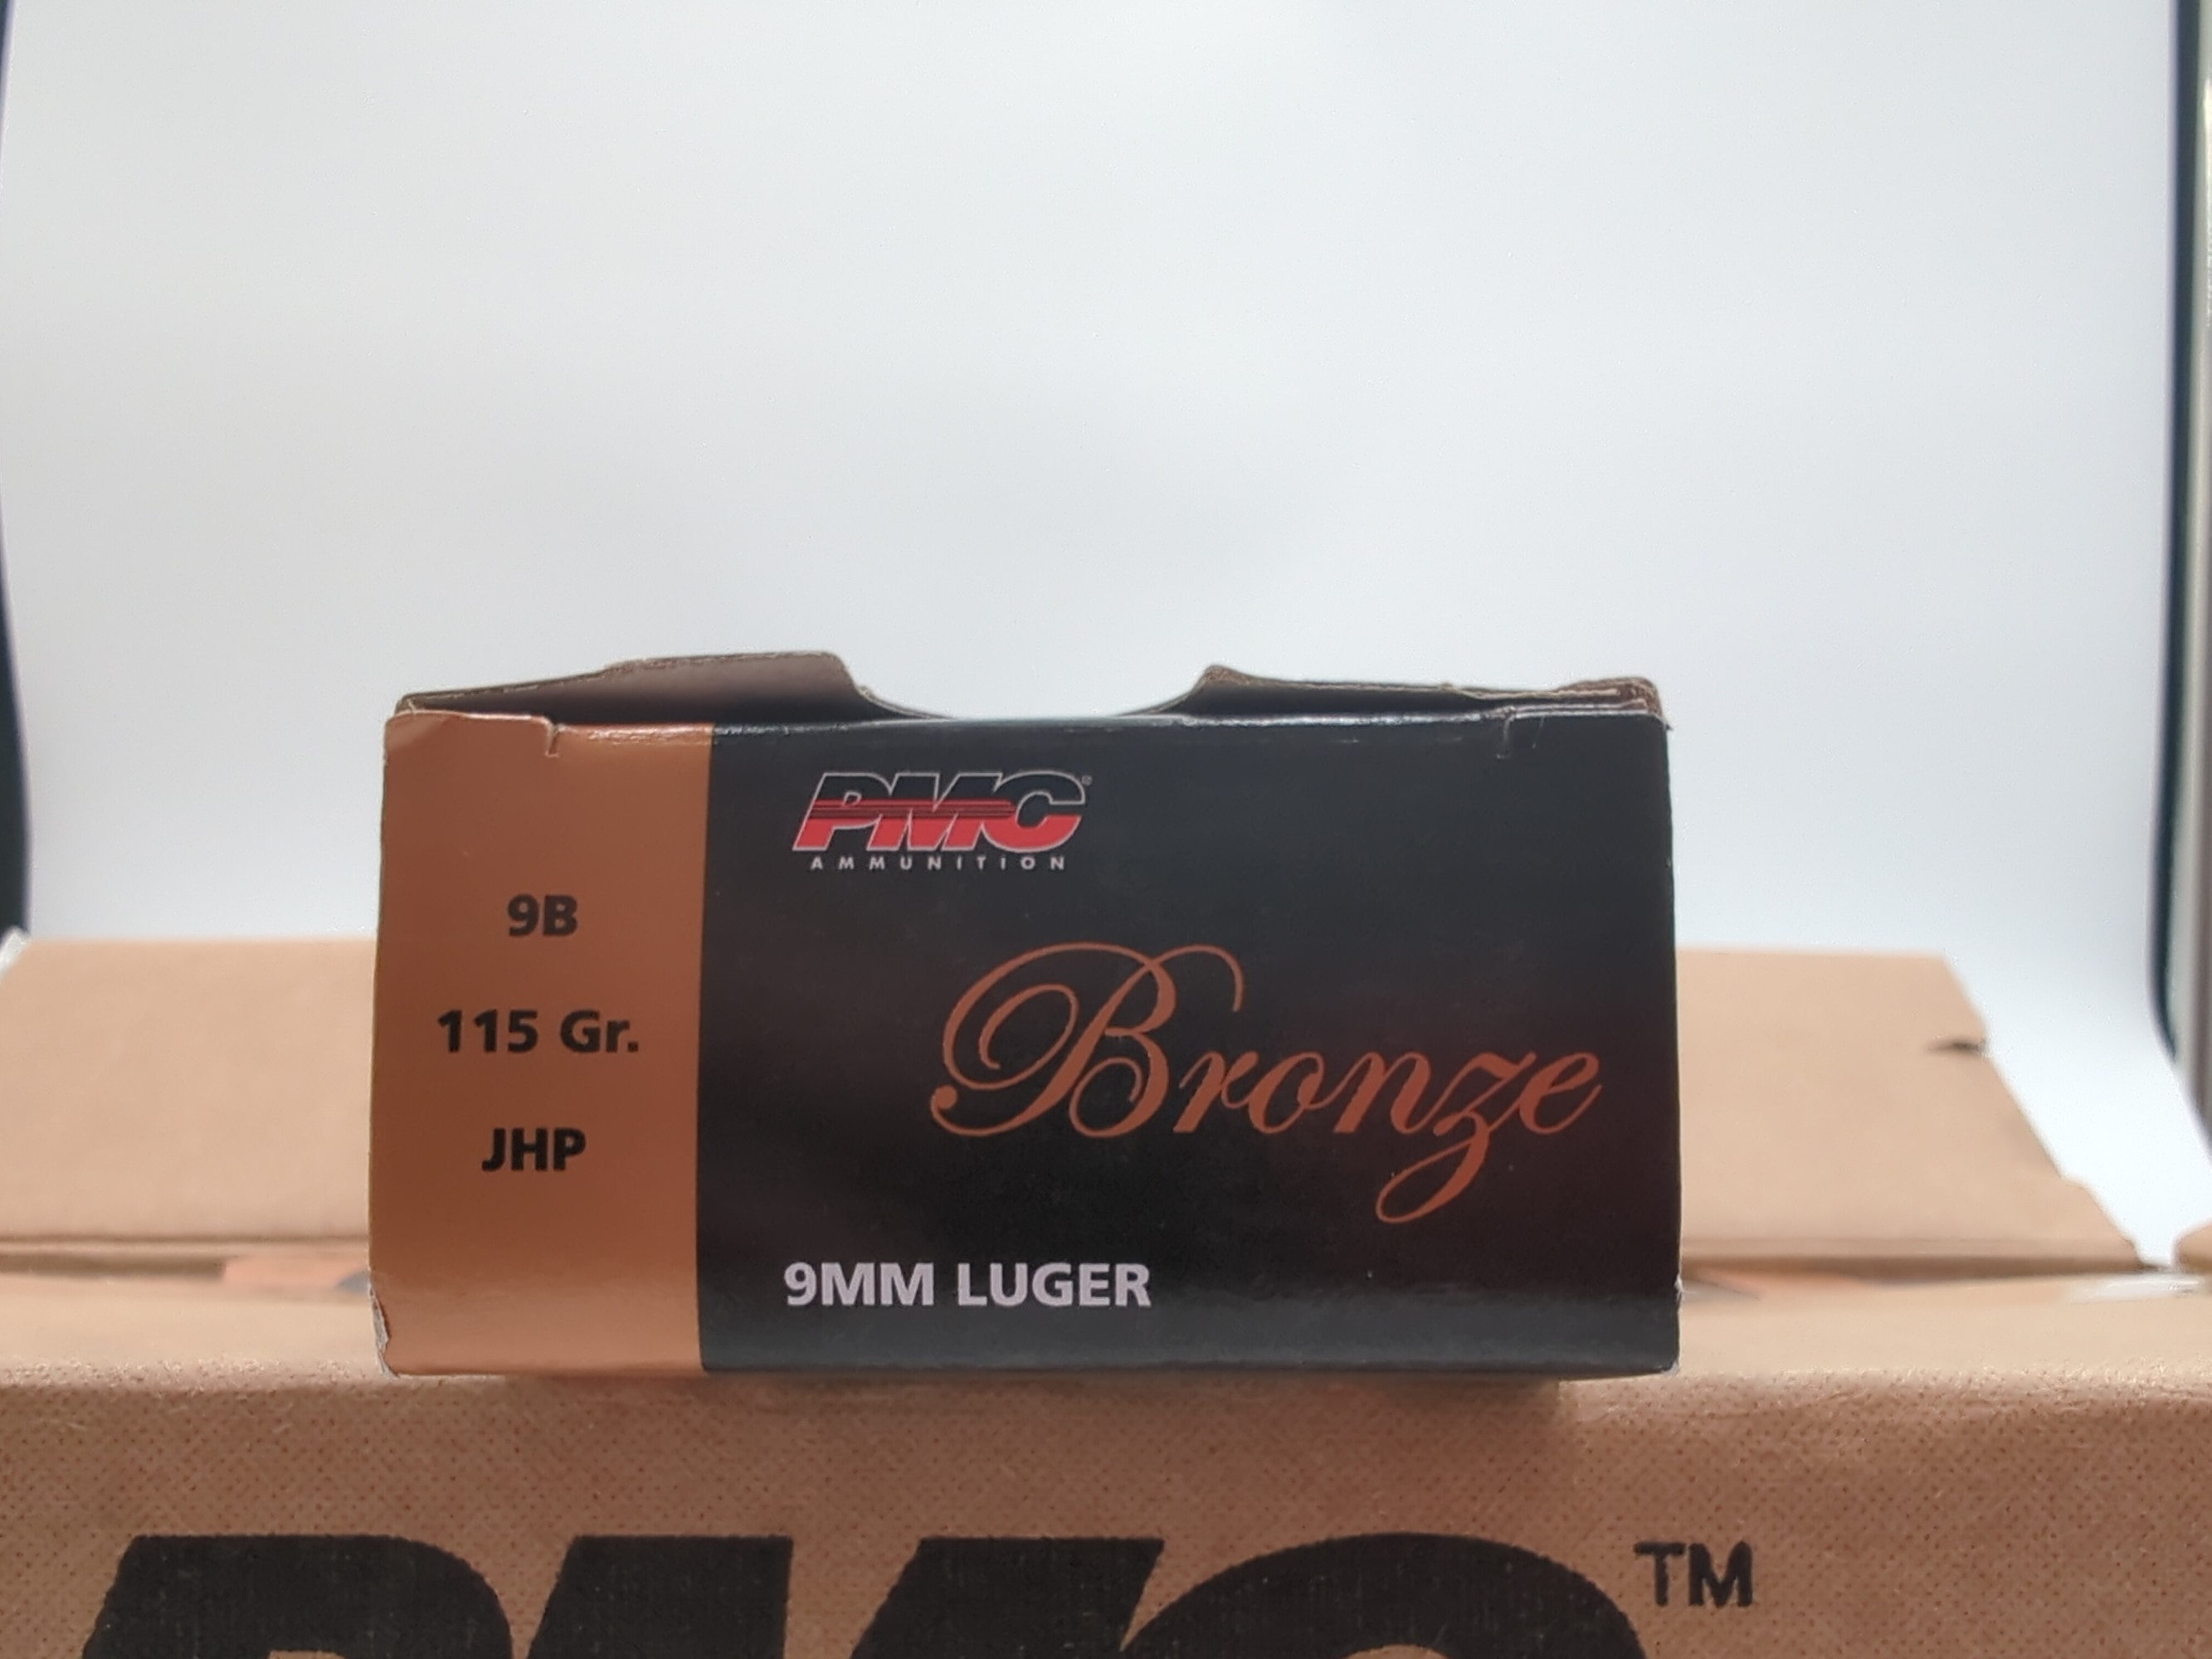 9B
115 Gr.
JHP
PMC®
AMMUNITION
Bronze
9MM LUGER
TM